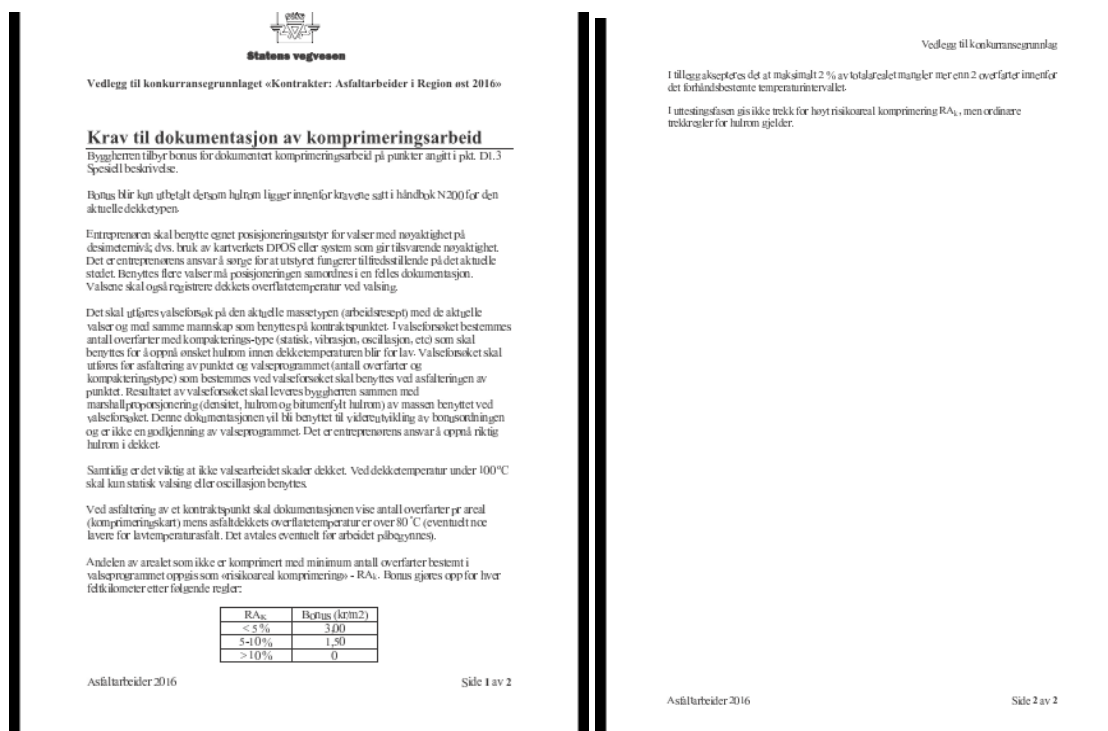 Statens vegvesen
Vedlegg til konkurransegrunnlaget «Kontrakter: Asfaltarbeider i Region øst 2016»
Krav til dokumentasjon av komprimeringsarbeid
Byggherren tilbyr bonus for dokumentert komprimeringsarbeid på punkter angitt i pkt. D1.3
Spesiell beskrivelse.
Bonus blir kun utbetalt dersom hulrom ligger innenfor kravene satt i håndbok N200 for den
aktuelle dekketypen.
Entreprenøren skal benytte egnet posisjoneringsutstyr for valser med nøyaktighet på
desimeternivå; dvs. bruk av kartverkets DPOS eller system som gir tilsvarende nøyaktighet.
Det er entreprenørens ansvar å sørge for at utstyret fungerer tilfredsstillende på det aktuelle
stedet. Benyttes flere valser må posisjoneringen samordnes i en felles dokumentasjon.
Valsene skal også registrere dekkets overflatetemperatur ved valsing.
Det skal utføres valseforsøk på den aktuelle massetypen (arbeidsresept) med de aktuelle
valser og med samme mannskap som benyttes på kontraktspunktet. I valseforsøket bestemmes
antall overfarter med kompakterings-type (statisk, vibrasjon, oscillasjon, etc) som skal
benyttes for å oppnå ønsket hulrom innen dekketemperaturen blir for lav. Valseforsøket skal
utføres før asfaltering av punktet og valseprogrammet (antall overfarter og
kompakteringstype) som bestemmes ved valseforsøket skal benyttes ved asfalteringen av
punktet. Resultatet av valseforsøket skal leveres byggherren sammen med
marshallproporsjonering (densitet, hulrom og bitumenfylt hulrom) av massen benyttet ved
valseforsøket. Denne dokumentasjonen vil bli benyttet til videreutvikling av bonusordningen
og er ikke en godkjenning av valseprogrammet. Det er entreprenørens ansvar å oppnå riktig
hulrom i dekket.
Samtidig er det viktig at ikke valsearbeidet skader dekket. Ved dekketemperatur under 100°C
skal kun statisk valsing eller oscillasjon benyttes.
Ved asfaltering av et kontraktspunkt skal dokumentasjonen vise antall overfarter pr areal
(komprimeringskart) mens asfaltdekkets overflatetemperatur er over 80 ˚C (eventuelt noe
lavere for lavtemperaturasfalt. Det avtales eventuelt før arbeidet påbegynnes).
Andelen av arealet som ikke er komprimert med minimum antall overfarter bestemt i
valseprogrammet oppgis som «risikoareal komprimering» - RAk. Bonus gjøres opp for hver
feltkilometer etter følgende regler:
RAK Bonus (kr/m2)
< 5 % 3,00
5-10% 1,50
>10% 0
Asfaltarbeider 2016 Side 1 av 2
Vedlegg til konkurransegrunnlag
I tillegg aksepteres det at maksimalt 2 % av totalarealet mangler mer enn 2 overfarter innenfor
det forhåndsbestemte temperaturintervallet.
I uttestingsfasen gis ikke trekk for høyt risikoareal komprimering RAk, men ordinære
trekkregler for hulrom gjelder.
Asfaltarbeider 2016 Side 2 av 2